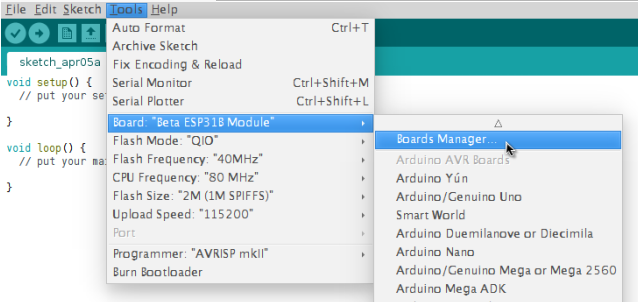 File Edit Sketch Tools Help
sketch_apr05a
void setup() {
// put your se
}
void loop() {
// put your ma
}
Auto Format Ctrl+T
Archive Sketch
Fix Encoding & Reload
Serial Monitor Ctrl+Shift+M
Serial Plotter Ctrl+Shift+L
Board: "Beta ESP31B Module"
Flash Mode: "QIO"
Flash Frequency: "40MHz"
CPU Frequency: "80 MHz"
Flash Size: "2M (1M SPIFFS)"
Upload Speed: "115200"
Port
Programmer: "AVRISP mkII"
Burn Bootloader
Boards Manager...
Arduino AVR Boards
Arduino Yún
Arduino/Genuino Uno
Smart World
Arduino Duemilanove or Diecimila
Arduino Nano
Arduino/Genuino Mega or Mega 2560
Arduino Mega ADK